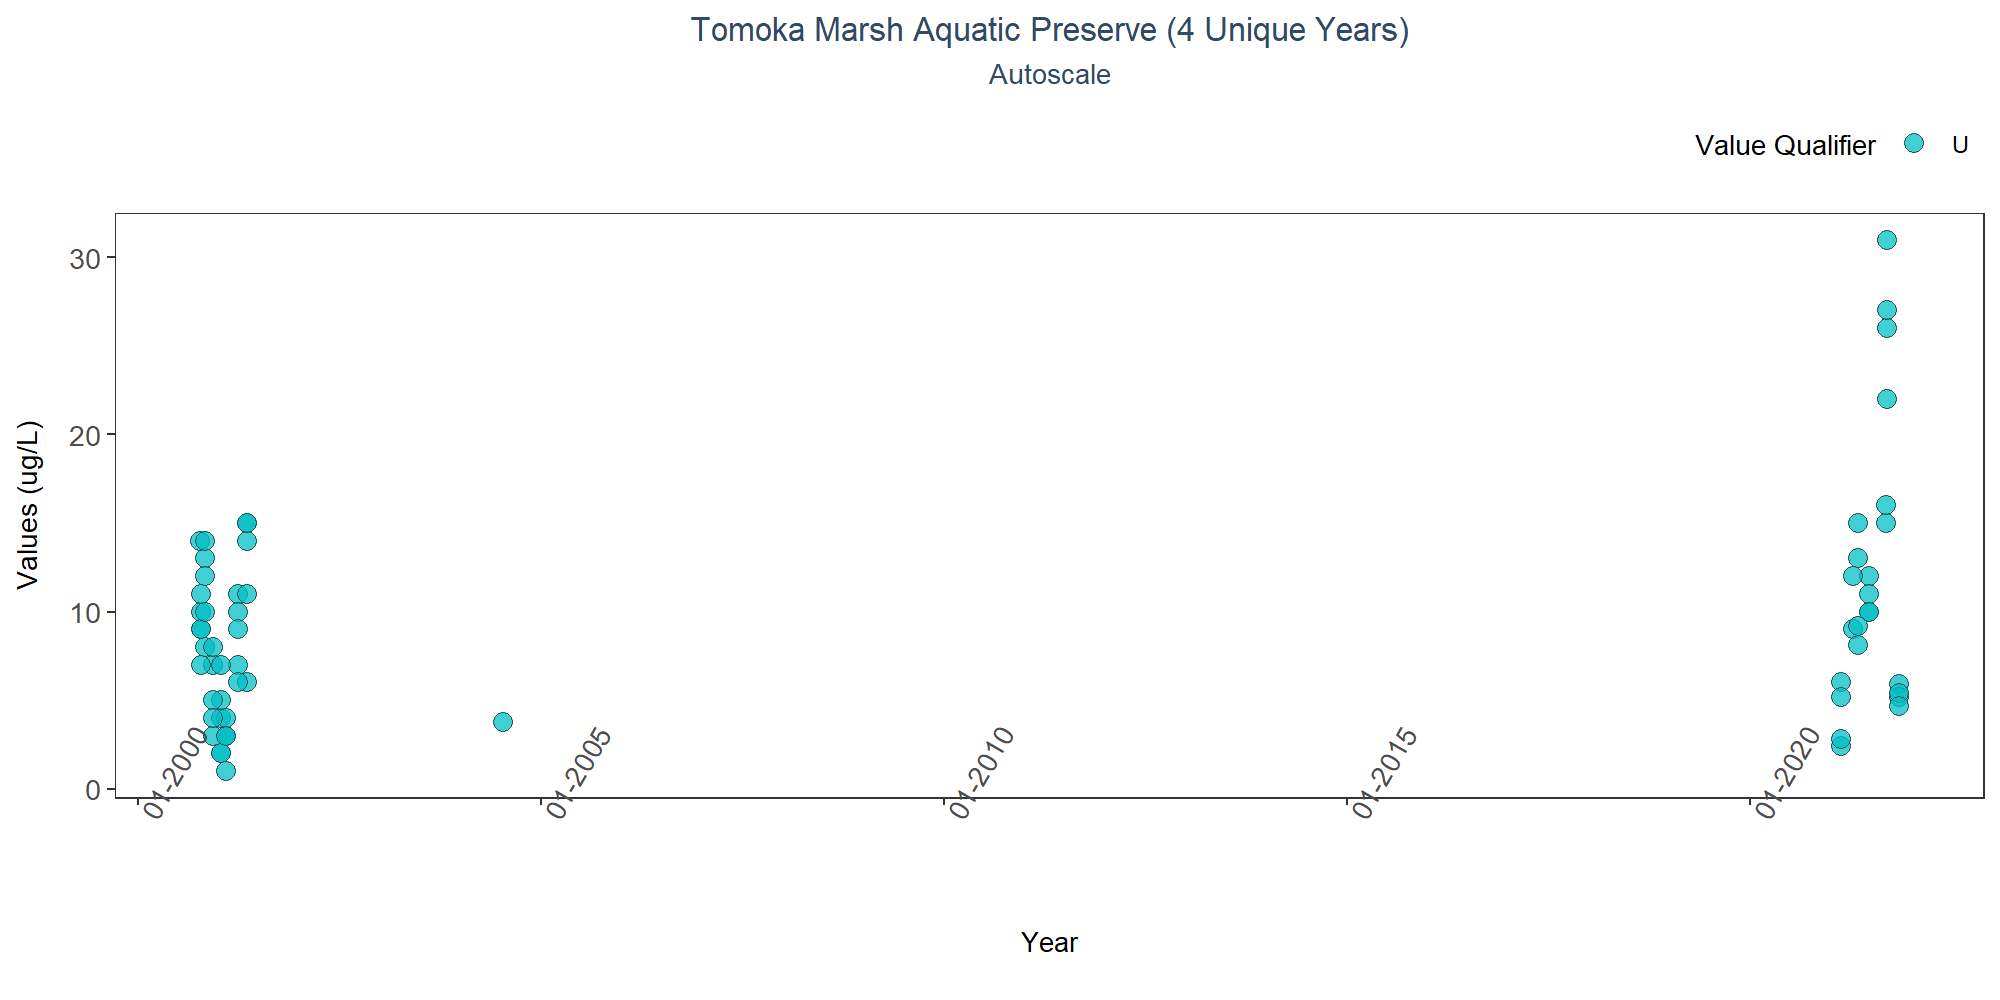 Tomoka Marsh Aquatic Preserve (4 Unique Years)
Autoscale
Value Qualifier U
Values (ug/L)
30
20
10
0
01-2000
01-2005
01-2010
01-2015
01-2020
Year